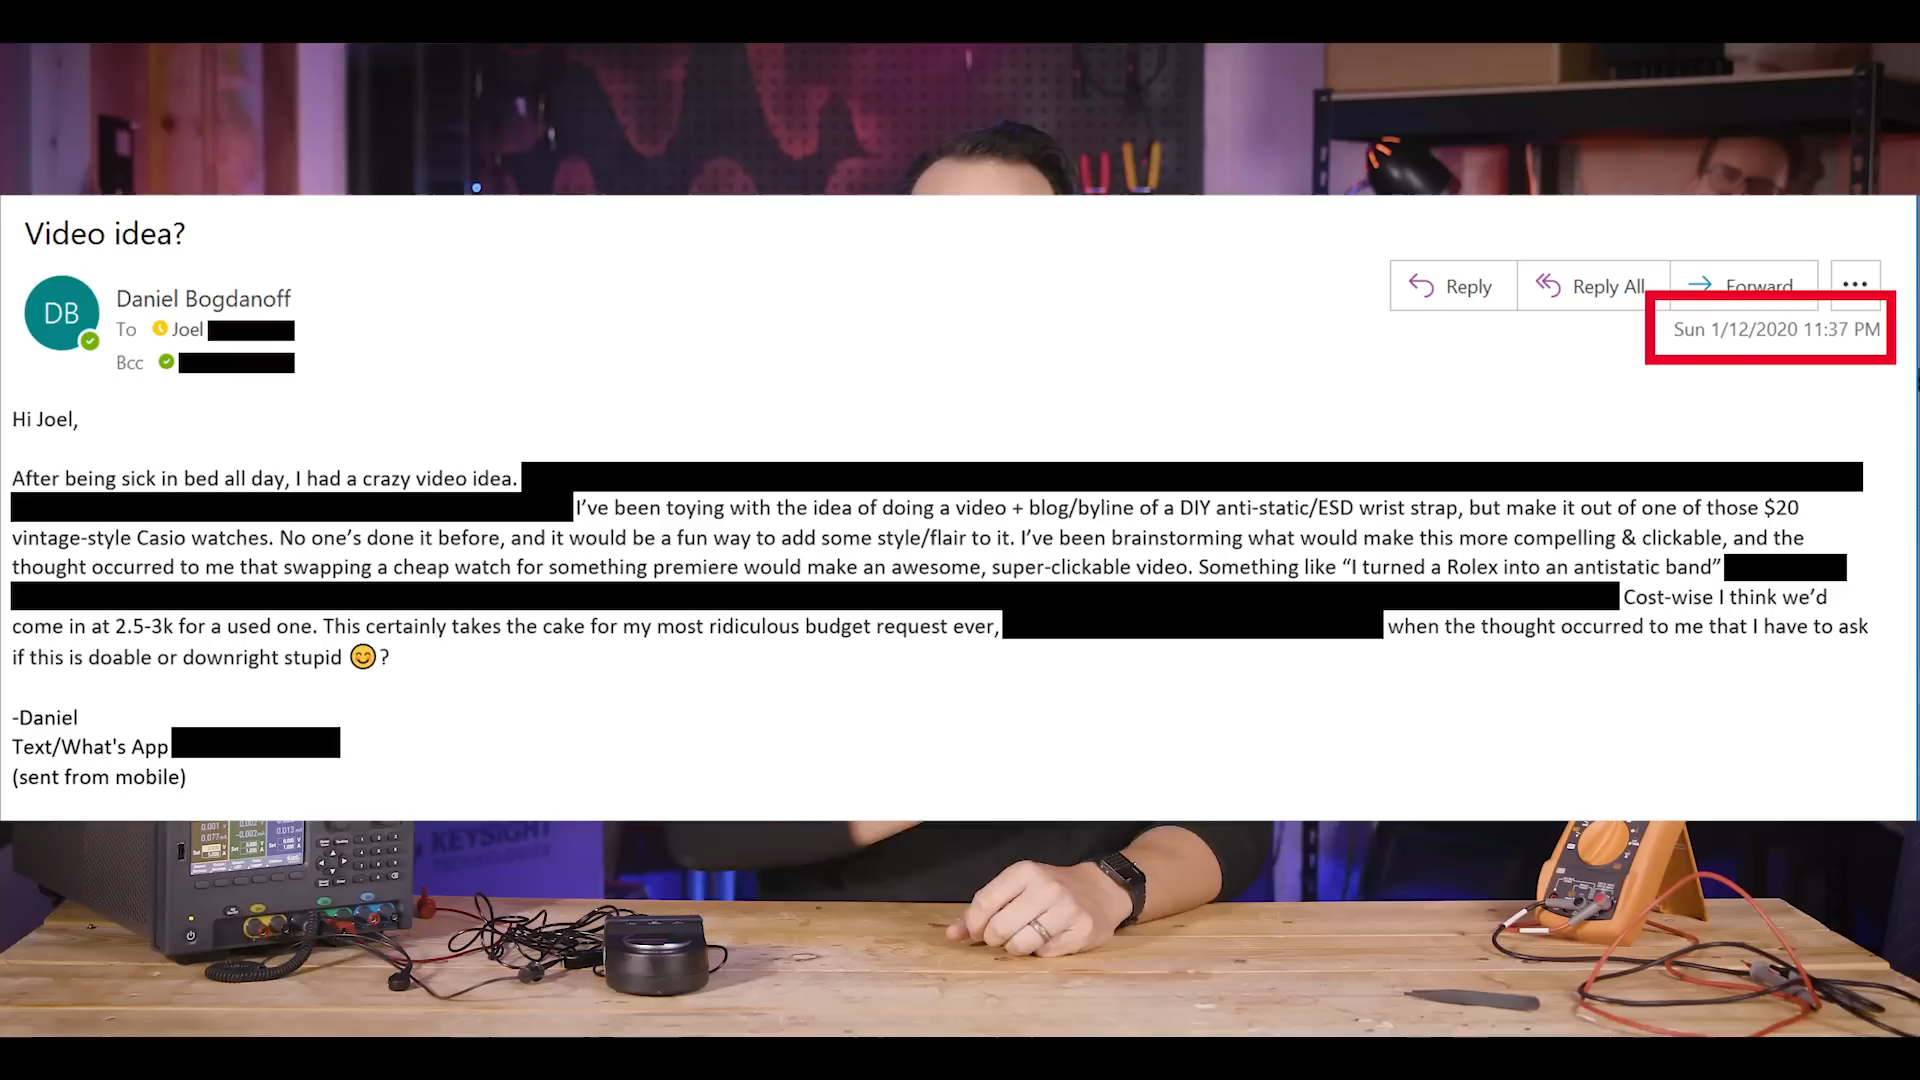 Video idea?
DB
Daniel Bogdanoff
To Joel
Bcc
Reply Reply All Forward
Sun 1/12/2020 11:37 PM
Hi Joel,
After being sick in bed all day, I had a crazy video idea.
I’ve been toying with the idea of doing a video + blog/byline of a DIY anti-static/ESD wrist strap, but make it out of one of those $20
vintage-style Casio watches. No one’s done it before, and it would be a fun way to add some style/flair to it. I’ve been brainstorming what would make this more compelling & clickable, and the
thought occurred to me that swapping a cheap watch for something premiere would make an awesome, super-clickable video. Something like “I turned a Rolex into an antistatic band”
Cost-wise I think we’d
come in at 2.5-3k for a used one. This certainly takes the cake for my most ridiculous budget request ever, when the thought occurred to me that I have to ask
if this is doable or downright stupid 😊?
-Daniel
Text/What's App
(sent from mobile)
KEYSIGHT